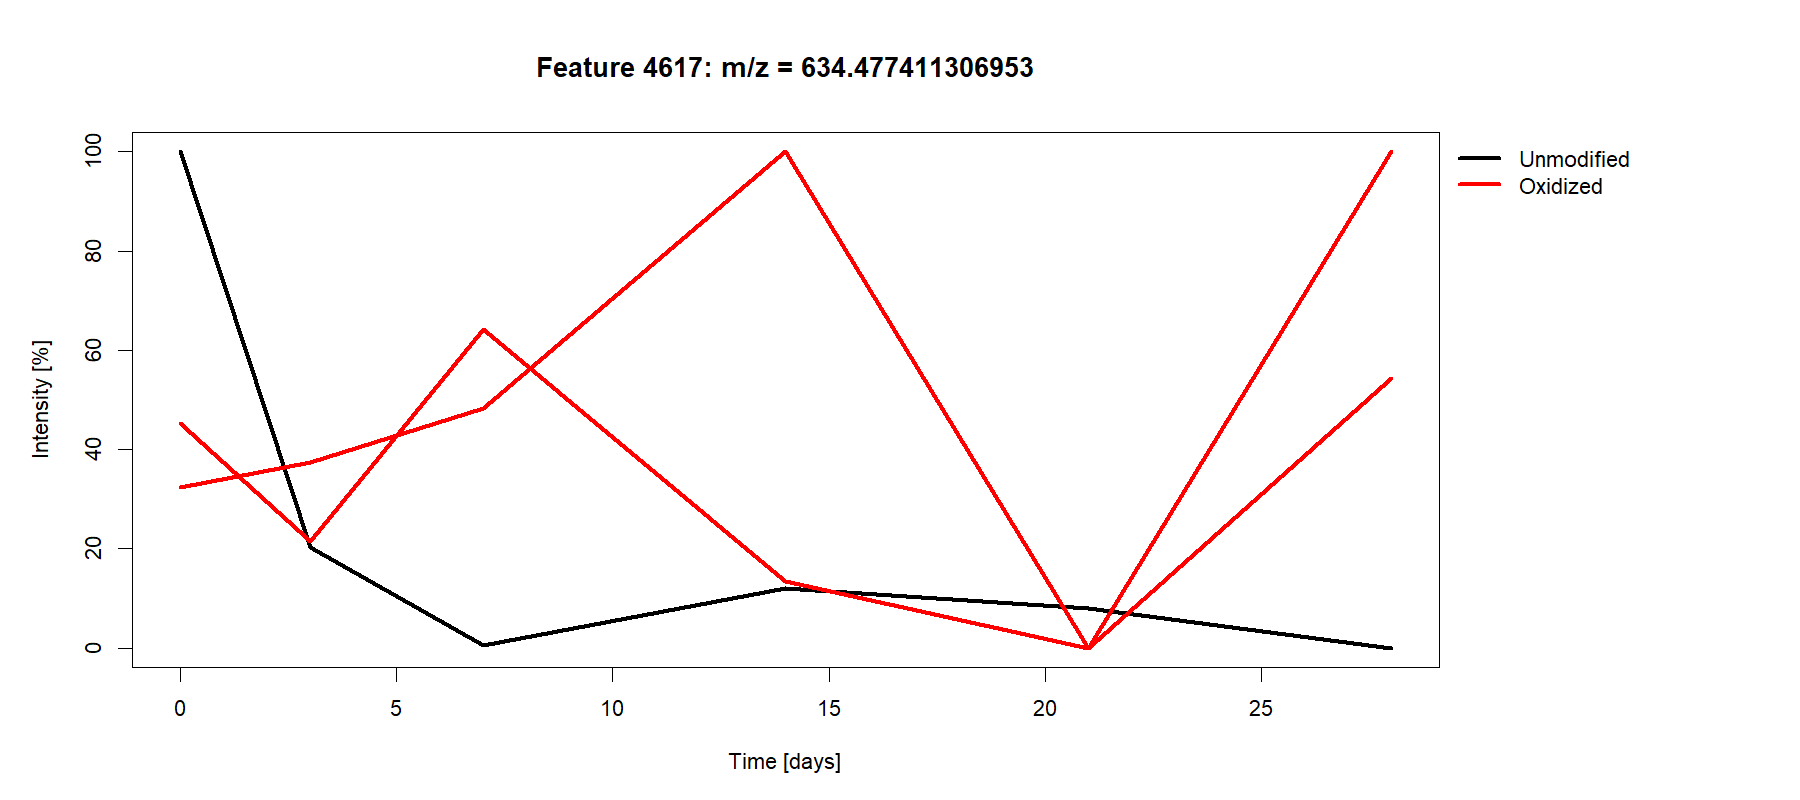 Feature 4617: m/z = 634.477411306953
100
80
60
40
20
0
Intensity [%]
Unmodified
Oxidized
0 5 10 15 20 25
Time [days]